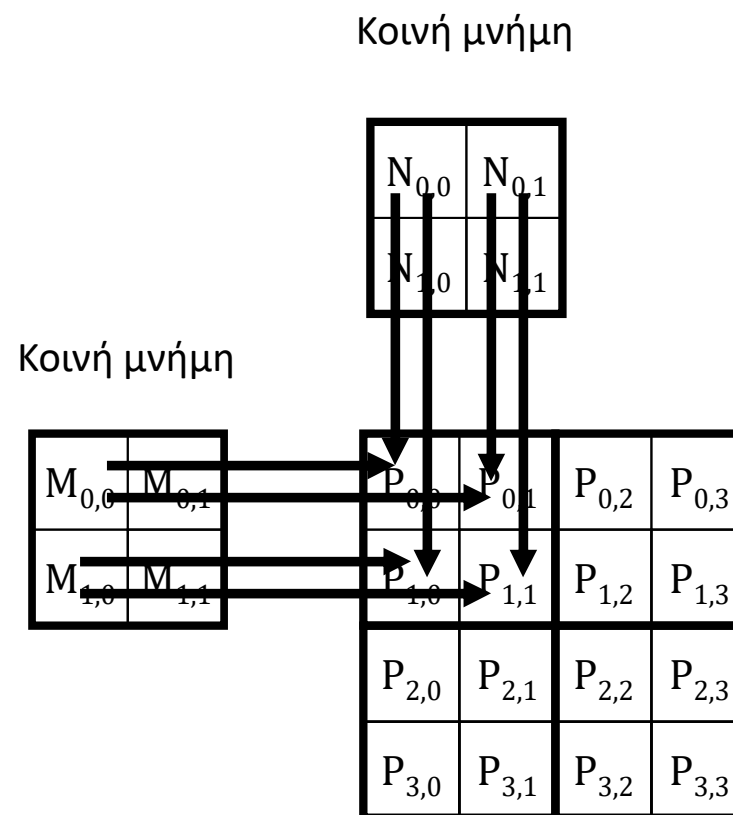 Κοινή μνήμη
N0,0 N0,1
N1,0 N1,1
Κοινή μνήμη
M0,0 M0,1 P0,0 P0,1 P0,2 P0,3
M1,0 M1,1 P1,0 P1,1 P1,2 P1,3
P2,0 P2,1 P2,2 P2,3
P3,0 P3,1 P3,2 P3,3